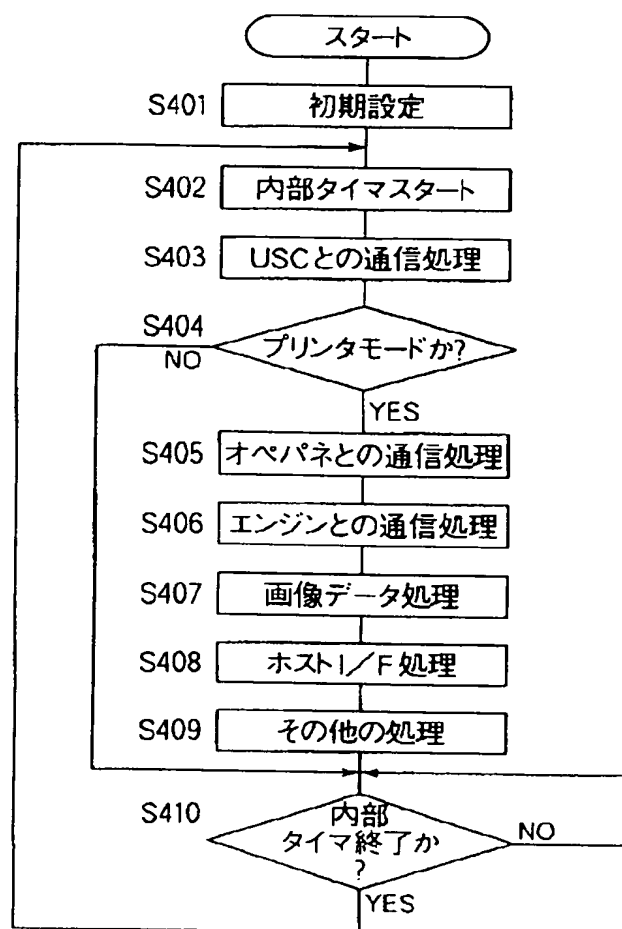 スタート
S401
初期設定
S402
内部タイマスタート
S403
USCとの通信処理
S404
プリンタモードか?
NO
YES
S405
オペパネとの通信処理
S406
エンジンとの通信処理
S407
画像データ処理
S408
ホストI/F処理
S409
その他の処理
S410
内部
タイマ終了か
?
NO
YES